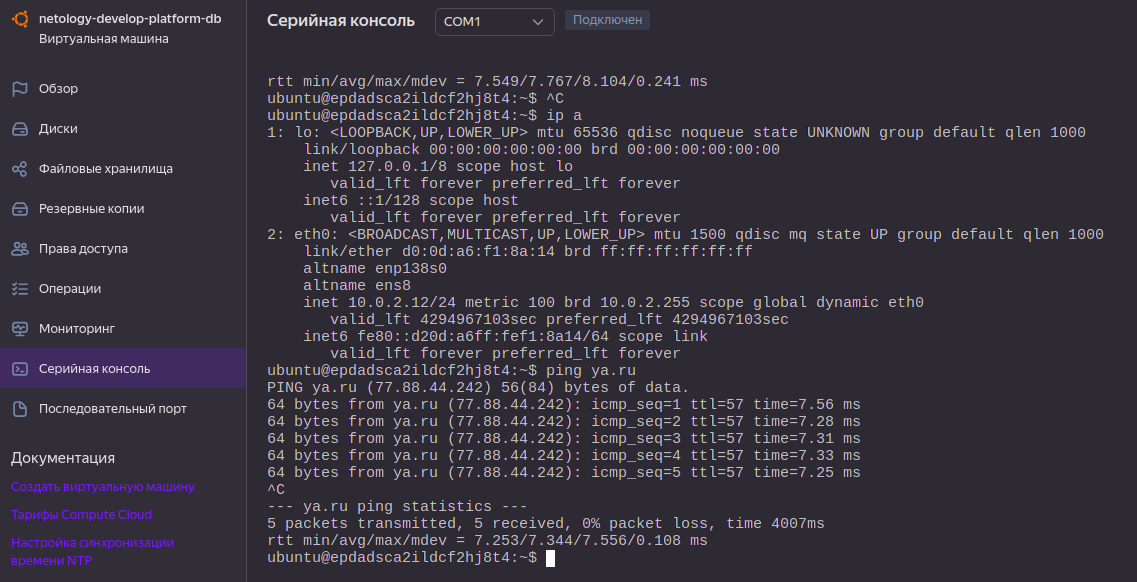 netology-develop-platform-db
Виртуальная машина
Обзор
Диски
Файловые хранилища
Резервные копии
Права доступа
Операции
Мониторинг
Серийная консоль
Последовательный порт
Документация
Создать виртуальную машину
Тарифы Compute Cloud
Настройка синхронизации
времени NTP
Серийная консоль
COM1
Подключен
rtt min/avg/max/mdev = 7.549/7.767/8.104/0.241 ms
ubuntu@epdadsca2ildcf2hj8t4:~$ ^C
ubuntu@epdadsca2ildcf2hj8t4:~$ ip a
1: lo: <LOOPBACK,UP,LOWER_UP> mtu 65536 qdisc noqueue state UNKNOWN group default qlen 1000
    link/loopback 00:00:00:00:00:00 brd 00:00:00:00:00:00
    inet 127.0.0.1/8 scope host lo
       valid_lft forever preferred_lft forever
    inet6 ::1/128 scope host
       valid_lft forever preferred_lft forever
2: eth0: <BROADCAST,MULTICAST,UP,LOWER_UP> mtu 1500 qdisc mq state UP group default qlen 1000
    link/ether d0:0d:a6:f1:8a:14 brd ff:ff:ff:ff:ff:ff
    altname enp138s0
    altname ens8
    inet 10.0.2.12/24 metric 100 brd 10.0.2.255 scope global dynamic eth0
       valid_lft 4294967103sec preferred_lft 4294967103sec
    inet6 fe80::d20d:a6ff:fef1:8a14/64 scope link
       valid_lft forever preferred_lft forever
ubuntu@epdadsca2ildcf2hj8t4:~$ ping ya.ru
PING ya.ru (77.88.44.242) 56(84) bytes of data.
64 bytes from ya.ru (77.88.44.242): icmp_seq=1 ttl=57 time=7.56 ms
64 bytes from ya.ru (77.88.44.242): icmp_seq=2 ttl=57 time=7.28 ms
64 bytes from ya.ru (77.88.44.242): icmp_seq=3 ttl=57 time=7.31 ms
64 bytes from ya.ru (77.88.44.242): icmp_seq=4 ttl=57 time=7.33 ms
64 bytes from ya.ru (77.88.44.242): icmp_seq=5 ttl=57 time=7.25 ms
^C
--- ya.ru ping statistics ---
5 packets transmitted, 5 received, 0% packet loss, time 4007ms
rtt min/avg/max/mdev = 7.253/7.344/7.556/0.108 ms
ubuntu@epdadsca2ildcf2hj8t4:~$